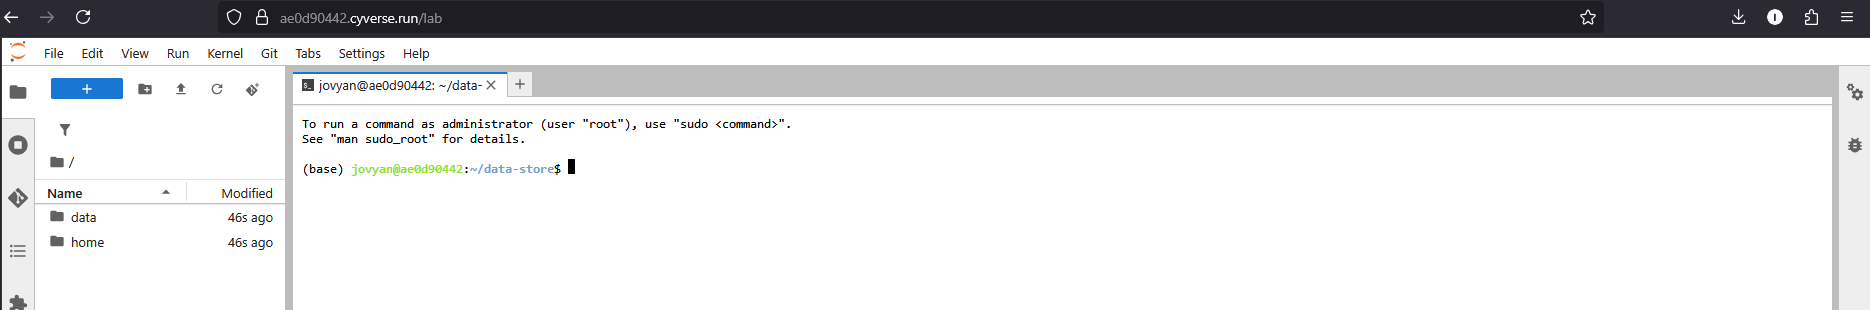 ae0d90442.cyverse.run/lab
File Edit View Run Kernel Git Tabs Settings Help
jovyan@ae0d90442: ~/data-
/
Name Modified
data 46s ago
home 46s ago
To run a command as administrator (user "root"), use "sudo <command>".
See "man sudo_root" for details.
(base) jovyan@ae0d90442:~/data-store$